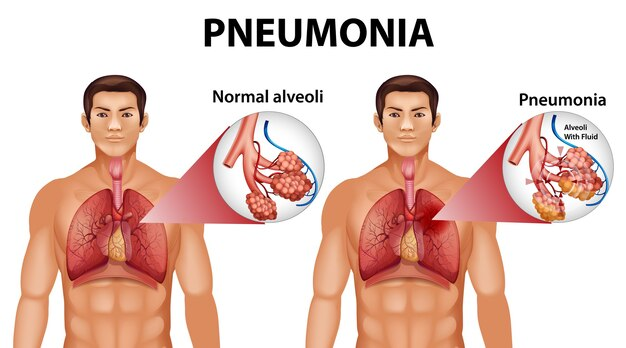 PNEUMONIA
Normal alveoli
Pneumonia
Alveoli
With Fluid